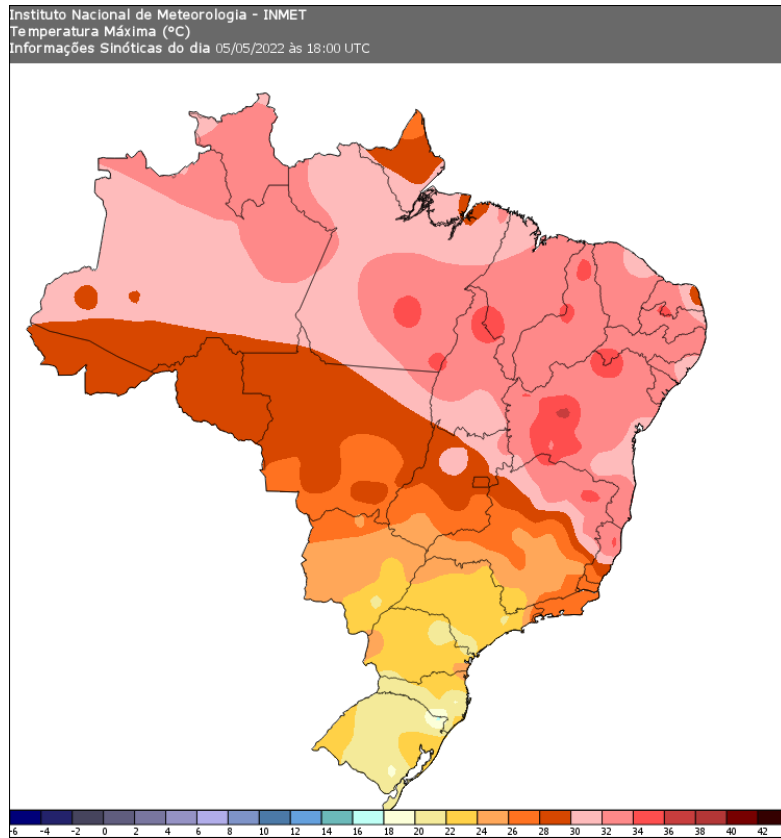 Instituto Nacional de Meteorologia - INMET
Temperatura Máxima (°C)
Informações Sinóticas do dia 05/05/2022 às 18:00 UTC
-6 -4 -2 0 2 4 6 8 10 12 14 16 18 20 22 24 26 28 30 32 34 36 38 40 42